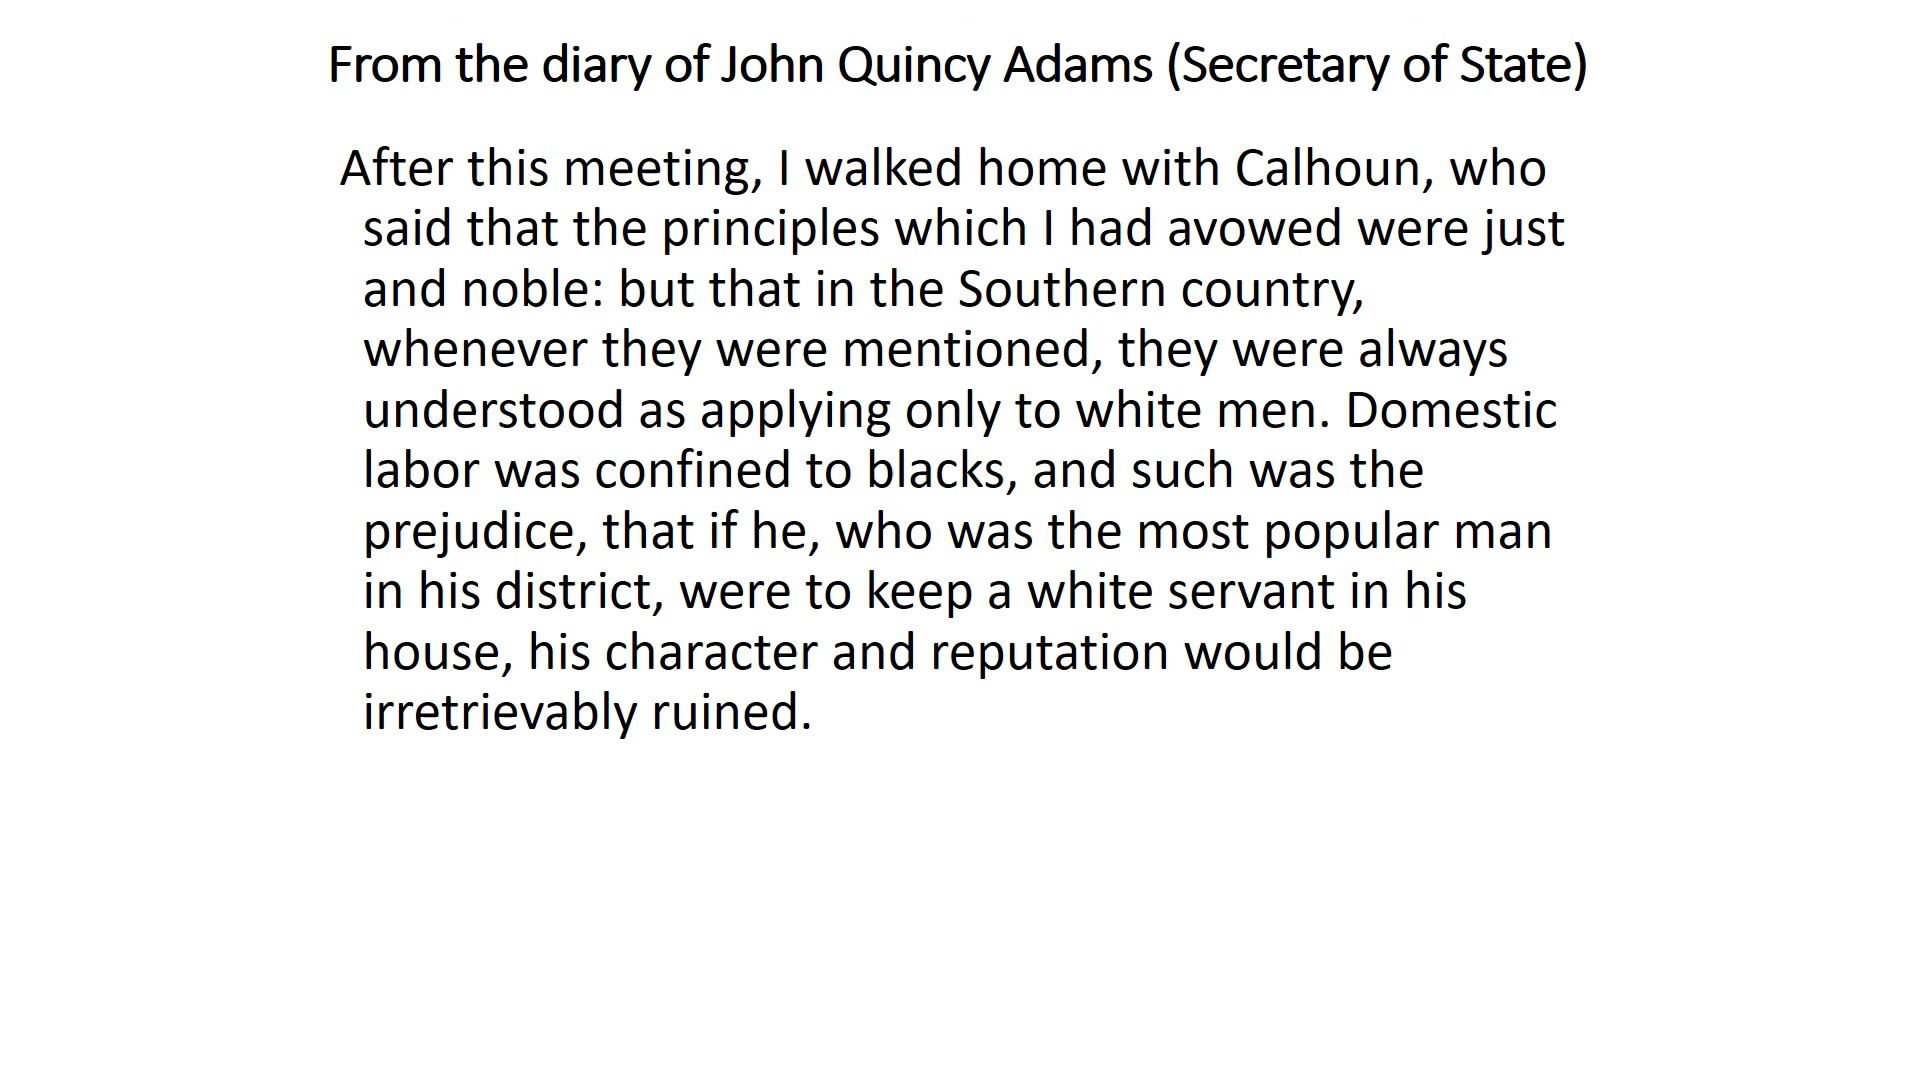 From the diary of John Quincy Adams (Secretary of State)
After this meeting, I walked home with Calhoun, who
said that the principles which I had avowed were just
and noble: but that in the Southern country,
whenever they were mentioned, they were always
understood as applying only to white men. Domestic
labor was confined to blacks, and such was the
prejudice, that if he, who was the most popular man
in his district, were to keep a white servant in his
house, his character and reputation would be
irretrievably ruined.